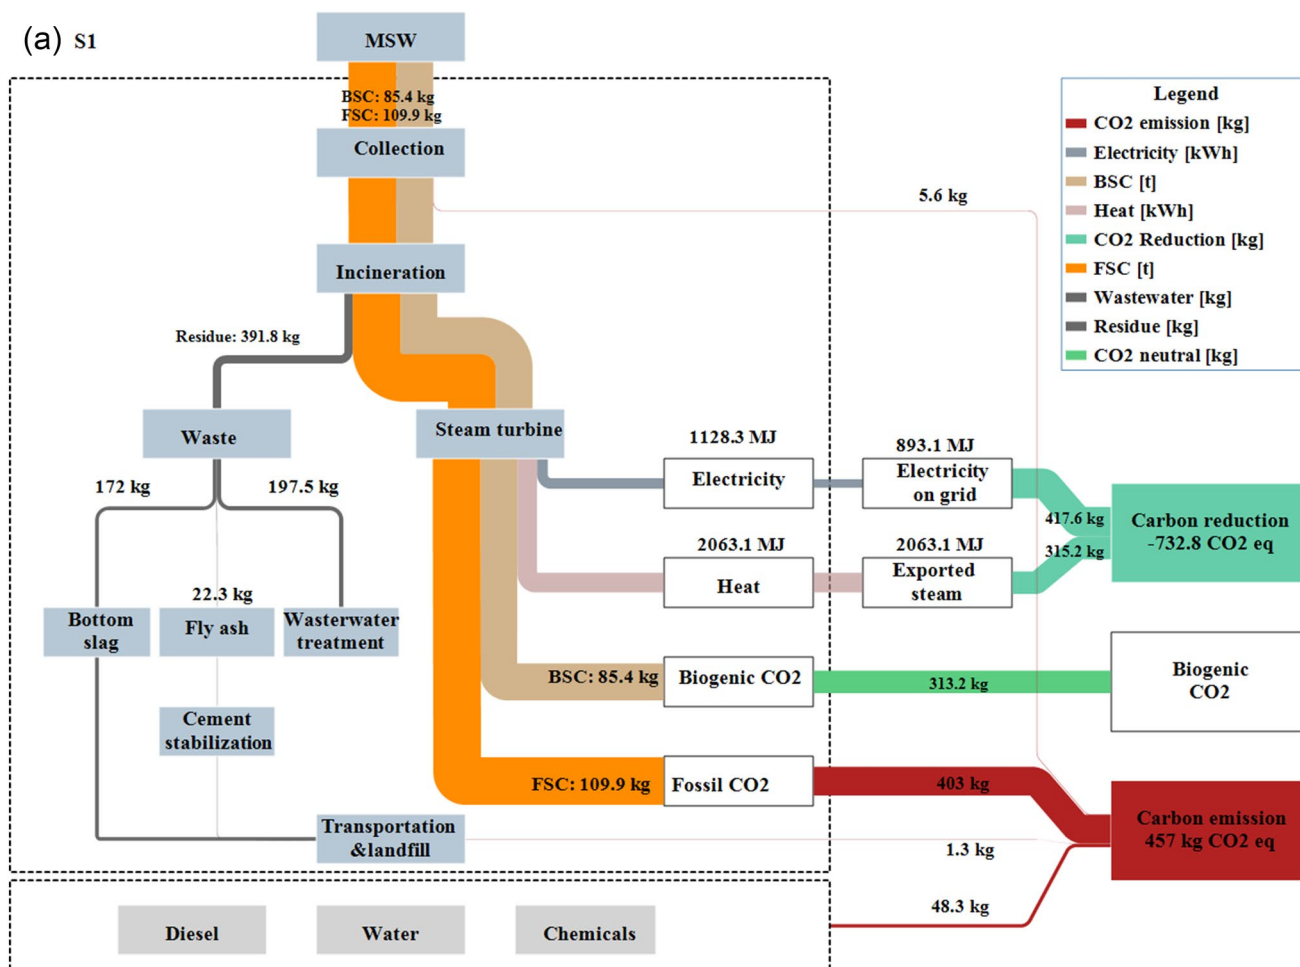 (a) S1
MSW
BSC: 85.4 kg
FSC: 109.9 kg
Collection
Incineration
Residue: 391.8 kg
5.6 kg
Legend
CO2 emission [kg]
Electricity [kWh]
BSC [t]
Heat [kWh]
CO2 Reduction [kg]
FSC [t]
Wastewater [kg]
Residue [kg]
CO2 neutral [kg]
Waste
Steam turbine
172 kg
197.5 kg
22.3 kg
1128.3 MJ
Electricity
893.1 MJ
Electricity
on grid
417.6 kg
315.2 kg
Carbon reduction
-732.8 CO2 eq
2063.1 MJ
Heat
2063.1 MJ
Exported
steam
Bottom
slag
Fly ash
Wasterwater
treatment
BSC: 85.4 kg
Biogenic CO2
313.2 kg
Biogenic
CO2
Cement
stabilization
FSC: 109.9 kg
Fossil CO2
403 kg
Carbon emission
457 kg CO2 eq
Transportation
&landfill
1.3 kg
48.3 kg
Diesel
Water
Chemicals